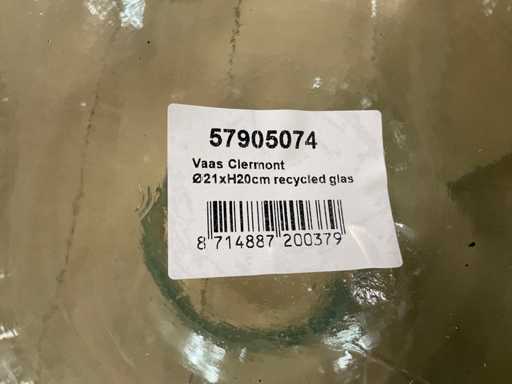 57905074
Vaas Clermont
Ø21xH20cm recycled glas
8 714887 200379